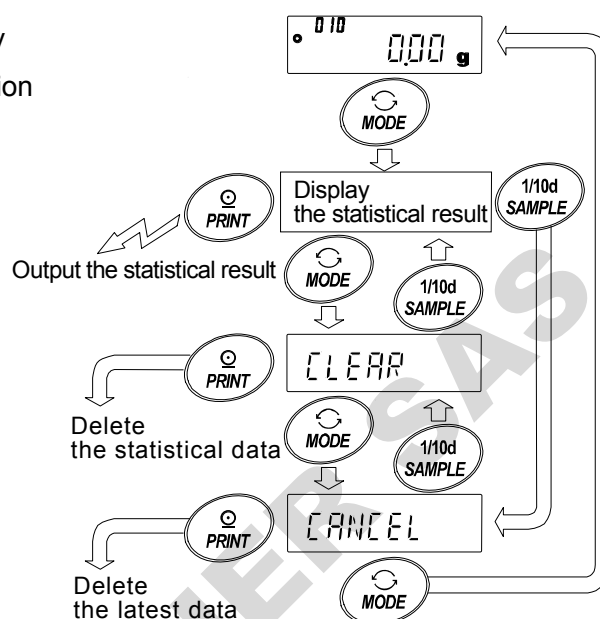 010
0.00 g
MODE
PRINT
Display
the statistical result
1/10d
SAMPLE
Output the statistical result
MODE
1/10d
SAMPLE
PRINT
CLEAR
Delete
the statistical data
MODE
1/10d
SAMPLE
PRINT
CANCEL
Delete
the latest data
MODE